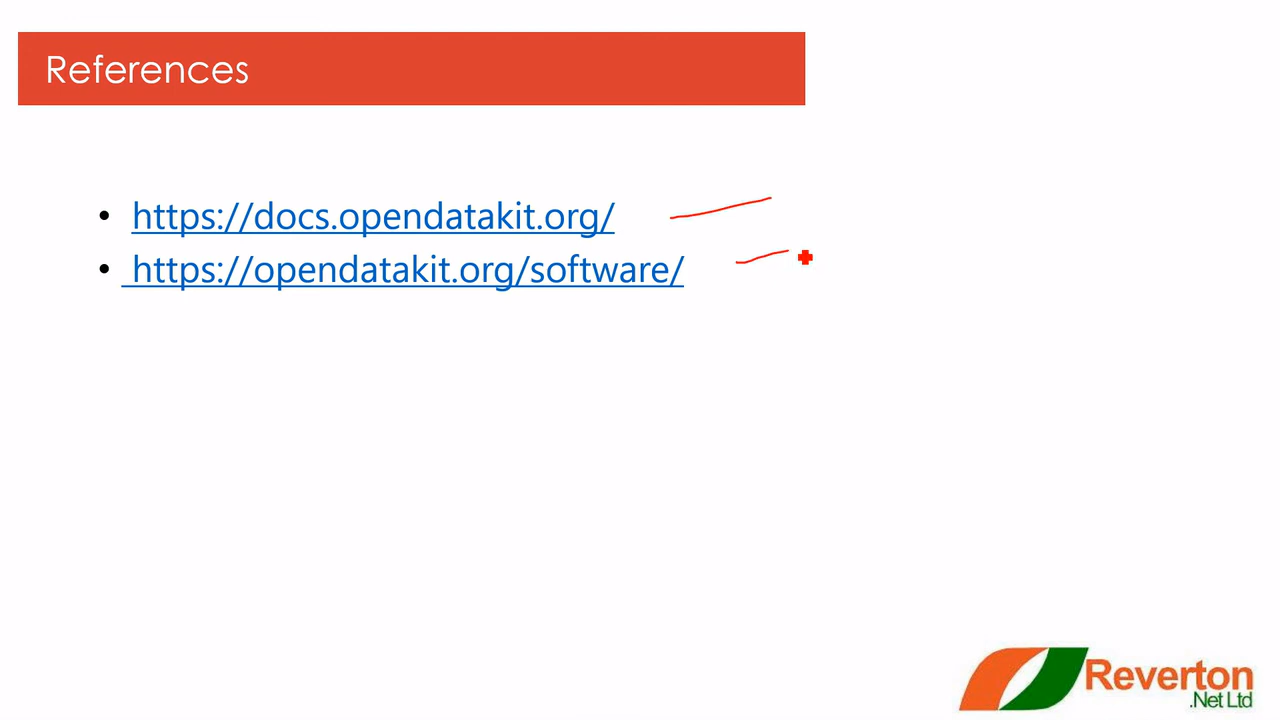 References
• https://docs.opendatakit.org/
• https://opendatakit.org/software/
Reverton
.Net Ltd